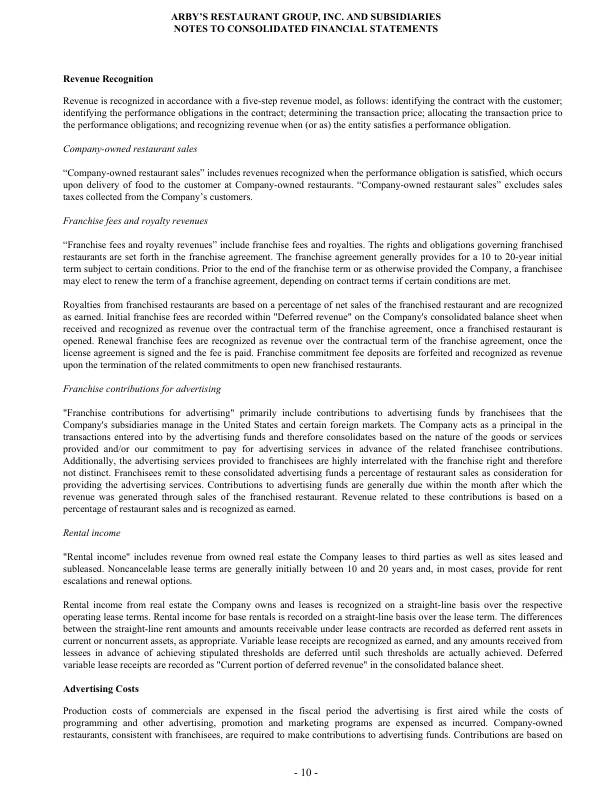 ARBY'S RESTAURANT GROUP, INC. AND SUBSIDIARIES
NOTES TO CONSOLIDATED FINANCIAL STATEMENTS
Revenue Recognition
Revenue is recognized in accordance with a five-step revenue model, as follows: identifying the contract with the customer;
identifying the performance obligations in the contract; determining the transaction price; allocating the transaction price to
the performance obligations; and recognizing revenue when (or as) the entity satisfies a performance obligation.
Company-owned restaurant sales
“Company-owned restaurant sales” includes revenues recognized when the performance obligation is satisfied, which occurs
upon delivery of food to the customer at Company-owned restaurants. “Company-owned restaurant sales” excludes sales
taxes collected from the Company’s customers.
Franchise fees and royalty revenues
“Franchise fees and royalty revenues” include franchise fees and royalties. The rights and obligations governing franchised
restaurants are set forth in the franchise agreement. The franchise agreement generally provides for a 10 to 20-year initial
term subject to certain conditions. Prior to the end of the franchise term or as otherwise provided the Company, a franchisee
may elect to renew the term of a franchise agreement, depending on contract terms if certain conditions are met.
Royalties from franchised restaurants are based on a percentage of net sales of the franchised restaurant and are recognized
as earned. Initial franchise fees are recorded within "Deferred revenue" on the Company's consolidated balance sheet when
received and recognized as revenue over the contractual term of the franchise agreement, once a franchised restaurant is
opened. Renewal franchise fees are recognized as revenue over the contractual term of the franchise agreement, once the
license agreement is signed and the fee is paid. Franchise commitment fee deposits are forfeited and recognized as revenue
upon the termination of the related commitments to open new franchised restaurants.
Franchise contributions for advertising
"Franchise contributions for advertising" primarily include contributions to advertising funds by franchisees that the
Company's subsidiaries manage in the United States and certain foreign markets. The Company acts as a principal in the
transactions entered into by the advertising funds and therefore consolidates based on the nature of the goods or services
provided and/or our commitment to pay for advertising services in advance of the related franchisee contributions.
Additionally, the advertising services provided to franchisees are highly interrelated with the franchise right and therefore
not distinct. Franchisees remit to these consolidated advertising funds a percentage of restaurant sales as consideration for
providing the advertising services. Contributions to advertising funds are generally due within the month after which the
revenue was generated through sales of the franchised restaurant. Revenue related to these contributions is based on a
percentage of restaurant sales and is recognized as earned.
Rental income
"Rental income" includes revenue from owned real estate the Company leases to third parties as well as sites leased and
subleased. Noncancelable lease terms are generally initially between 10 and 20 years and, in most cases, provide for rent
escalations and renewal options.
Rental income from real estate the Company owns and leases is recognized on a straight-line basis over the respective
operating lease terms. Rental income for base rentals is recorded on a straight-line basis over the lease term. The differences
between the straight-line rent amounts and amounts receivable under lease contracts are recorded as deferred rent assets in
current or noncurrent assets, as appropriate. Variable lease receipts are recognized as earned, and any amounts received from
lessees in advance of achieving stipulated thresholds are deferred until such thresholds are actually achieved. Deferred
variable lease receipts are recorded as "Current portion of deferred revenue" in the consolidated balance sheet.
Advertising Costs
Production costs of commercials are expensed in the fiscal period the advertising is first aired while the costs of
programming and other advertising, promotion and marketing programs are expensed as incurred. Company-owned
restaurants, consistent with franchisees, are required to make contributions to advertising funds. Contributions are based on
- 10 -